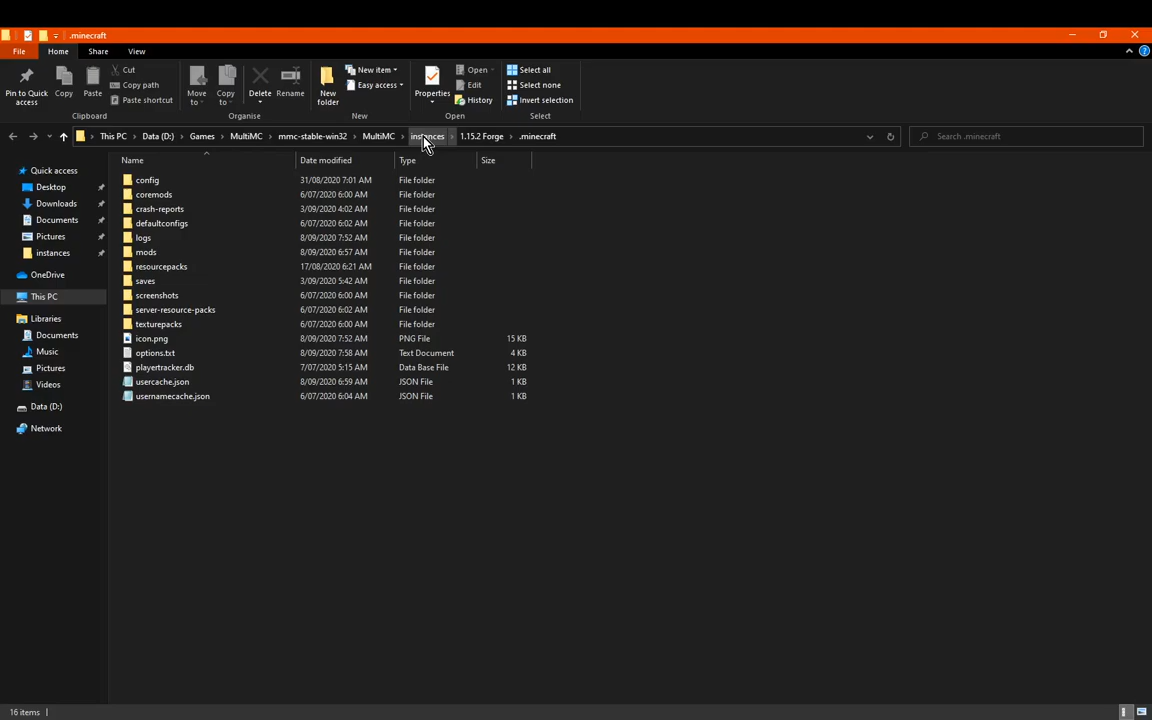 .minecraft
File Home Share View
Pin to Quick access
Copy
Paste
Cut
Copy path
Paste shortcut
Clipboard
Move to
Copy to
Delete
Rename
Organise
New folder
New item
Easy access
New
Properties
Open
Edit
History
Open
Select all
Select none
Invert selection
Select
This PC Data (D:) Games MultiMC mmc-stable-win32 MultiMC instances 1.15.2 Forge .minecraft
Search .minecraft
Quick access
Desktop
Downloads
Documents
Pictures
instances
OneDrive
This PC
Libraries
Documents
Music
Pictures
Videos
Data (D:)
Network
Name Date modified Type Size
config 31/08/2020 7:01 AM File folder
coremods 6/07/2020 6:00 AM File folder
crash-reports 3/09/2020 4:02 AM File folder
defaultconfigs 6/07/2020 6:02 AM File folder
logs 8/09/2020 7:52 AM File folder
mods 8/09/2020 6:57 AM File folder
resourcepacks 17/08/2020 6:21 AM File folder
saves 3/09/2020 5:42 AM File folder
screenshots 6/07/2020 6:00 AM File folder
server-resource-packs 6/07/2020 6:02 AM File folder
texturepacks 6/07/2020 6:00 AM File folder
icon.png 8/09/2020 7:52 AM PNG File 15 KB
options.txt 8/09/2020 7:58 AM Text Document 4 KB
playertracker.db 7/07/2020 5:15 AM Data Base File 12 KB
usercache.json 8/09/2020 6:59 AM JSON File 1 KB
usernamecache.json 6/07/2020 6:04 AM JSON File 1 KB
16 items